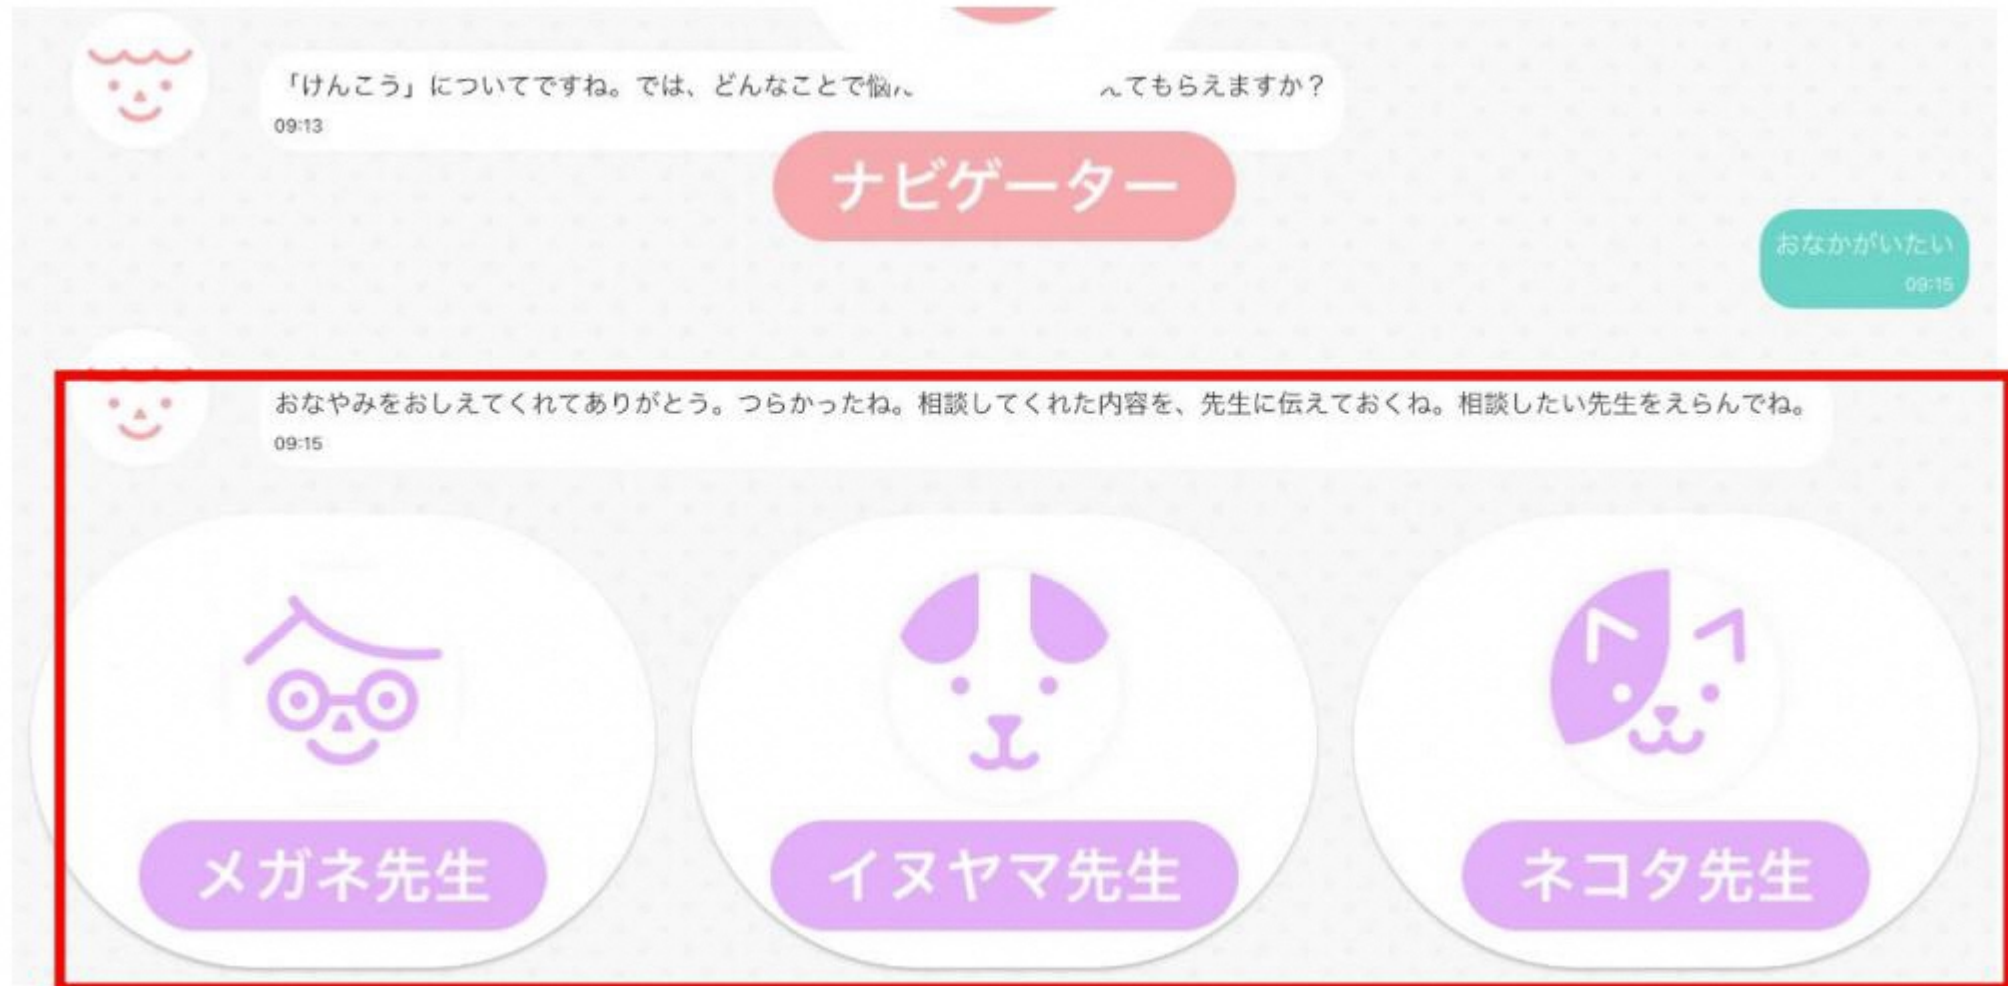 「けんこう」についてですね。では、どんなことで悩 てもらえますか？
09:13
ナビゲーター
おなかがいたい
09:15
おなやみをおしえてくれてありがとう。つらかったね。相談してくれた内容を、先生に伝えておくね。相談したい先生をえらんでね。
09:15
メガネ先生
イヌヤマ先生
ネコタ先生